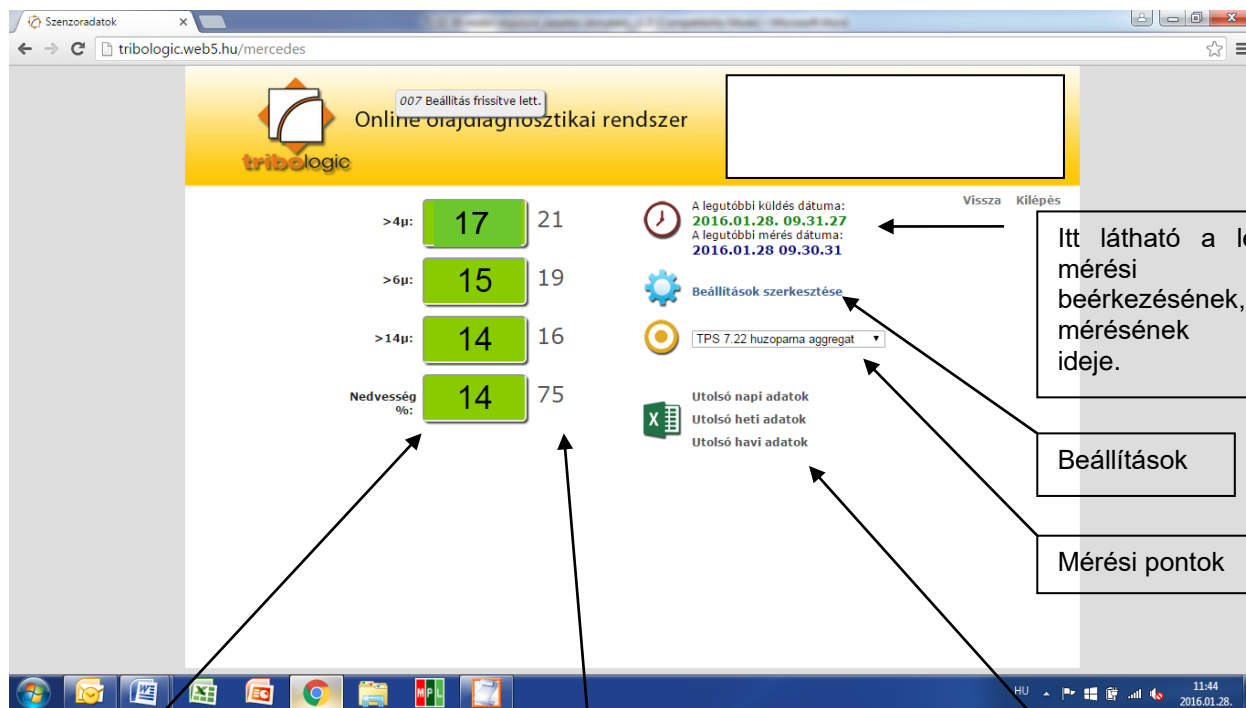 Szenzoradatok
tribologic.web5.hu/mercedes
007 Beállítás frissítve lett.
Online olajdiagnosztikai rendszer
tribologic
Vissza Kilépés
>4µ: 17 21
>6µ: 15 19
>14µ: 14 16
Nedvesség
%: 14 75
A legutóbbi küldés dátuma:
2016.01.28. 09.31.27
A legutóbbi mérés dátuma:
2016.01.28 09.30.31
Beállítások szerkesztése
TPS 7.22 huzoparna aggregat
Utolsó napi adatok
Utolsó heti adatok
Utolsó havi adatok
Itt látható a le
mérési
beérkezésének,
mérésének
ideje.
Beállítások
Mérési pontok
MPL
HU
11:44
2016.01.28.